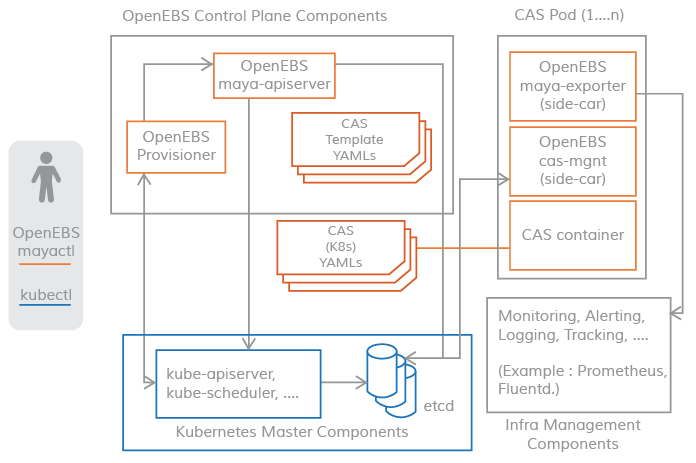 OpenEBS Control Plane Components
CAS Pod (1....n)
OpenEBS
maya-apiserver
OpenEBS
Provisioner
CAS
Template
YAMLs
OpenEBS
maya-exporter
(side-car)
OpenEBS
cas-mgnt
(side-car)
CAS container
OpenEBS
mayactl
kubectl
CAS
(K8s)
YAMLs
Monitoring, Alerting,
Logging, Tracking, ....
(Example : Prometheus,
Fluentd.)
Infra Management
Components
kube-apiserver,
kube-scheduler, ....
etcd
Kubernetes Master Components